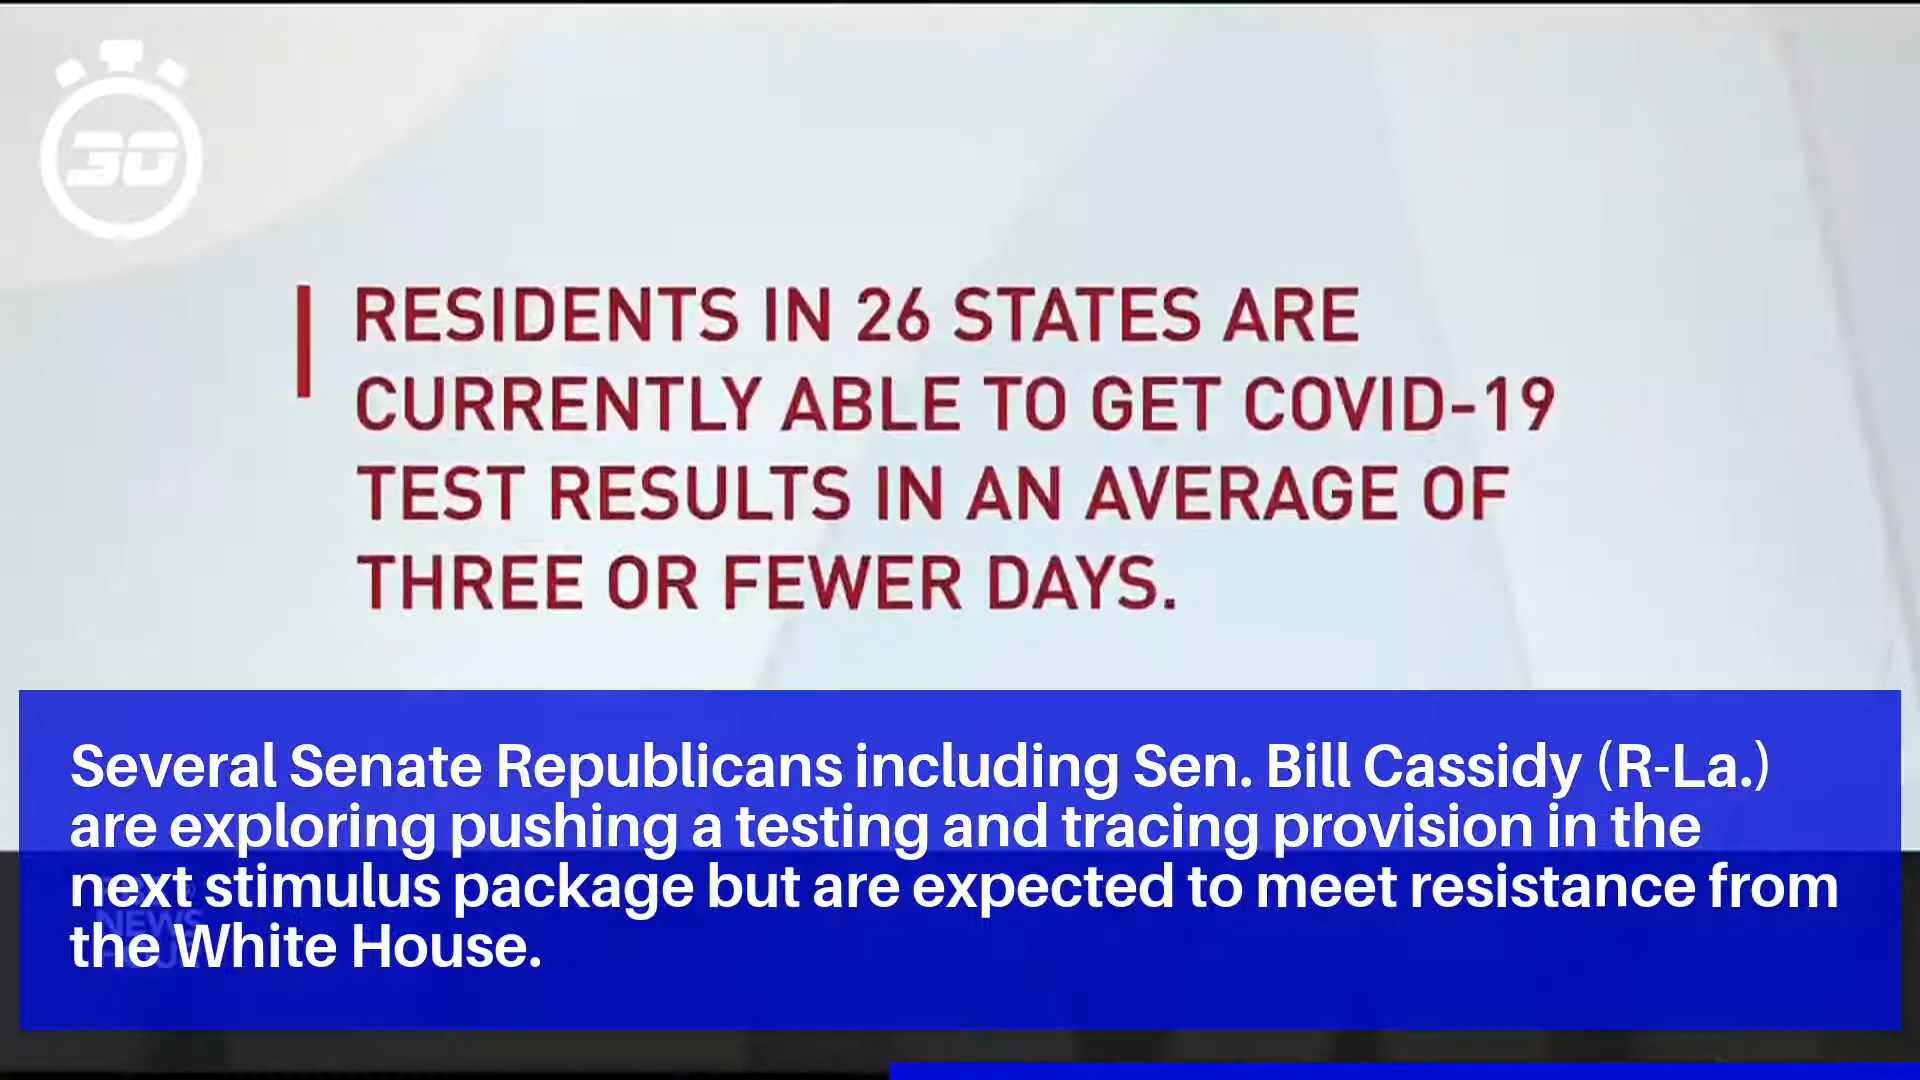 30
RESIDENTS IN 26 STATES ARE
CURRENTLY ABLE TO GET COVID-19
TEST RESULTS IN AN AVERAGE OF
THREE OR FEWER DAYS.
Several Senate Republicans including Sen. Bill Cassidy (R-La.)
are exploring pushing a testing and tracing provision in the
next stimulus package but are expected to meet resistance from
the White House.
NEWS